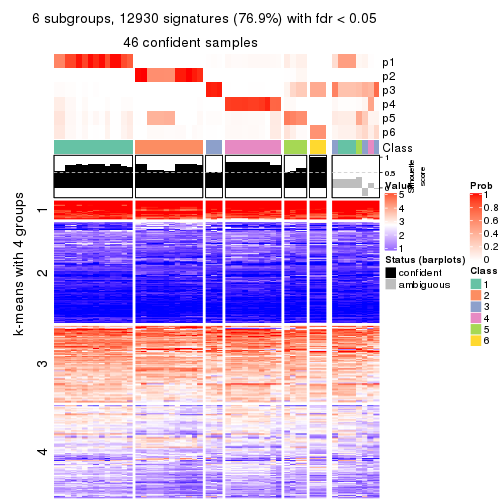 6 subgroups, 12930 signatures (76.9%) with fdr < 0.05
46 confident samples
p1
p2
p3
p4
p5
p6
Class
1
0.5
0
Silhouette
score
k-means with 4 groups
1
2
3
4
Value
5
4
3
2
1
Status (barplots)
confident
ambiguous
Prob
1
0.8
0.6
0.4
0.2
0
Class
1
2
3
4
5
6